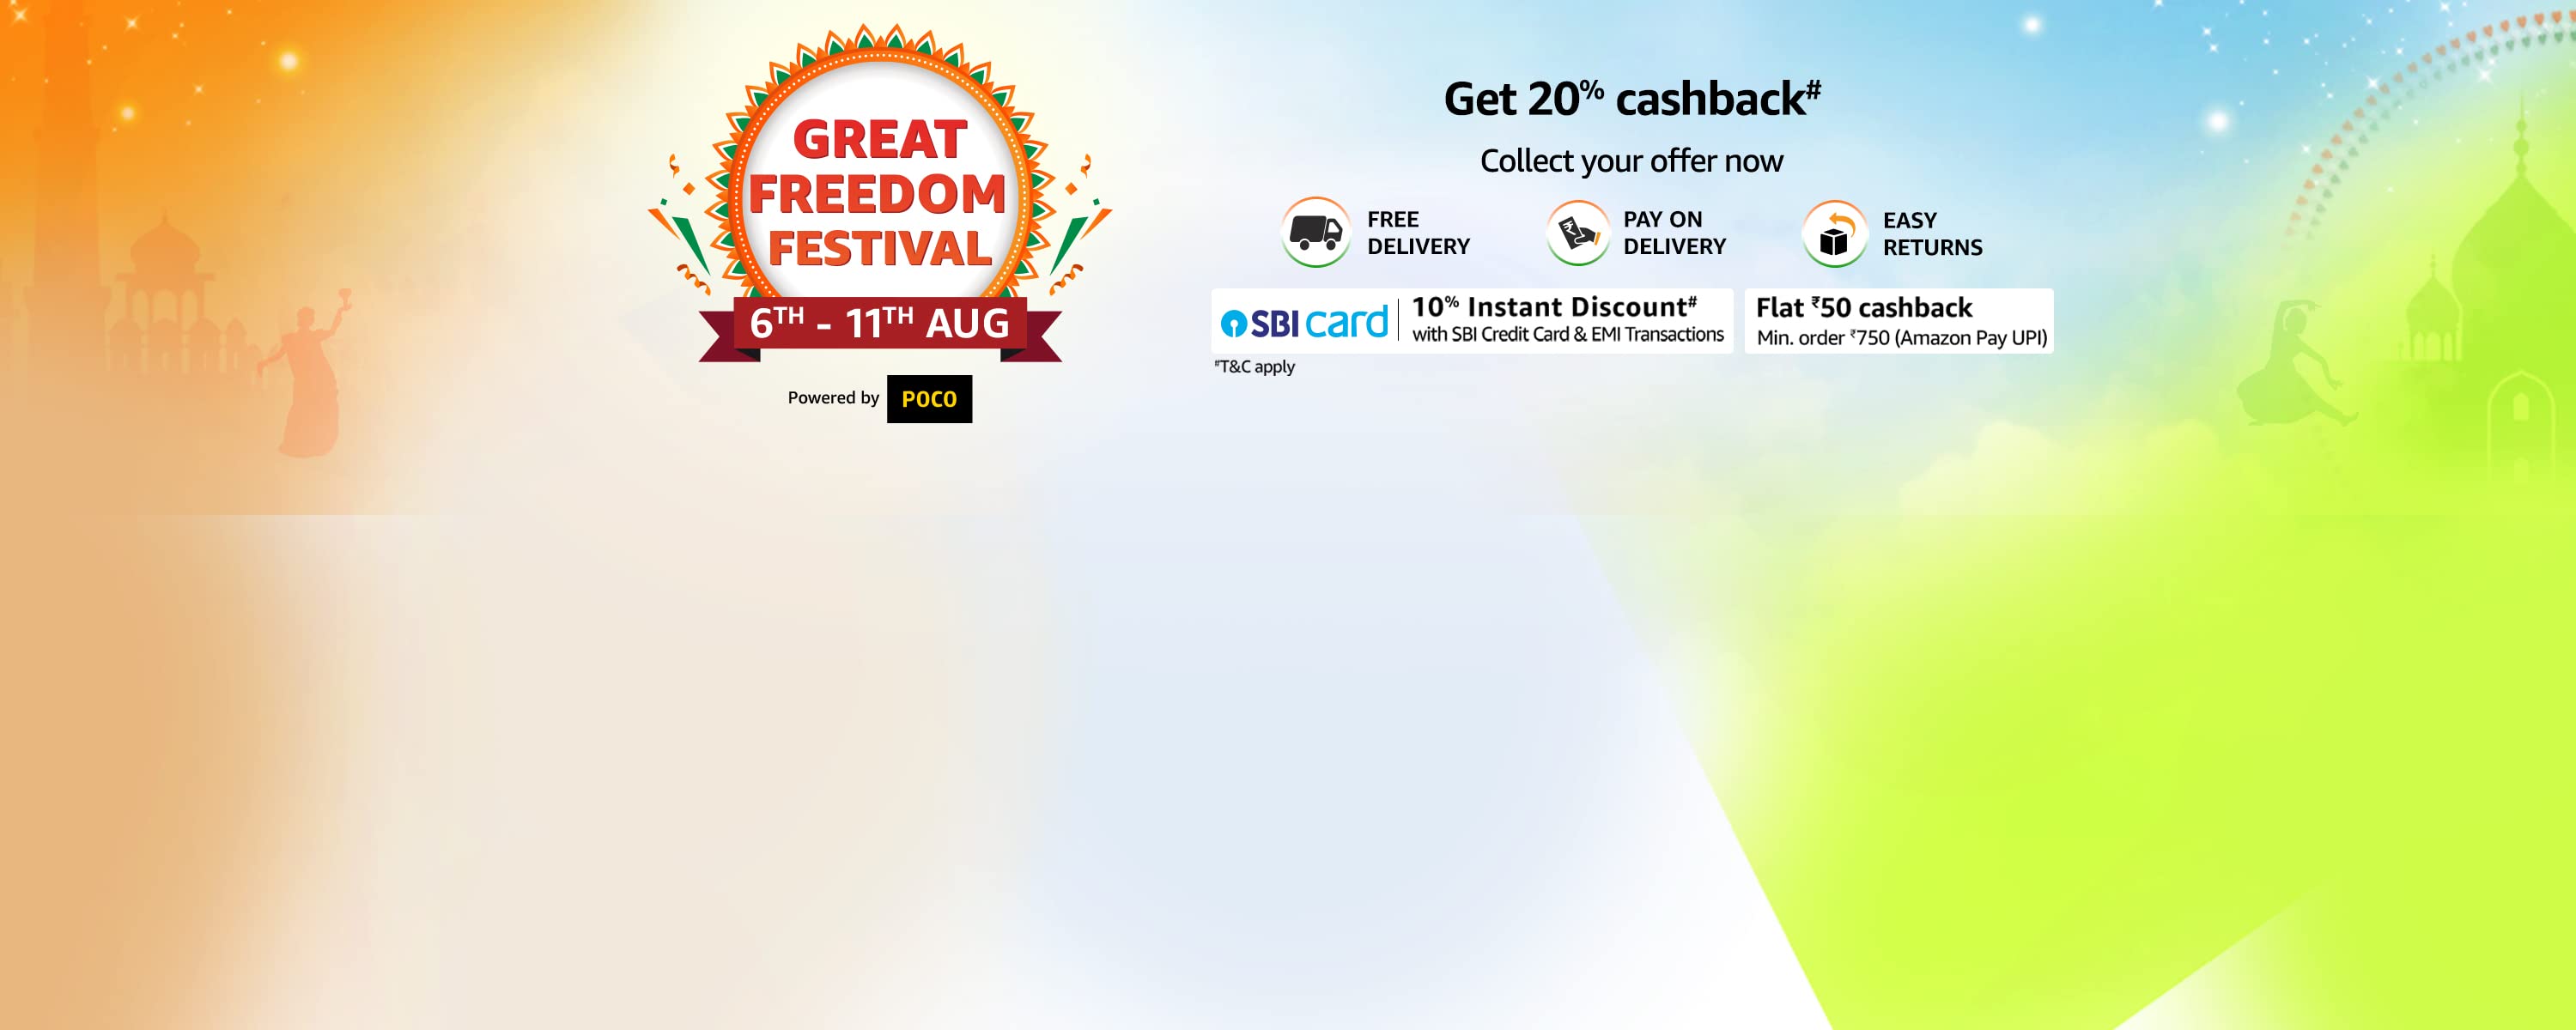 GREAT
FREEDOM
FESTIVAL
6TH - 11TH AUG
Powered by POCO
Get 20% cashback#
Collect your offer now
FREE
DELIVERY
PAY ON
DELIVERY
EASY
RETURNS
SBI card
10% Instant Discount#
with SBI Credit Card & EMI Transactions
Flat ₹50 cashback
Min. order ₹750 (Amazon Pay UPI)
#T&C apply